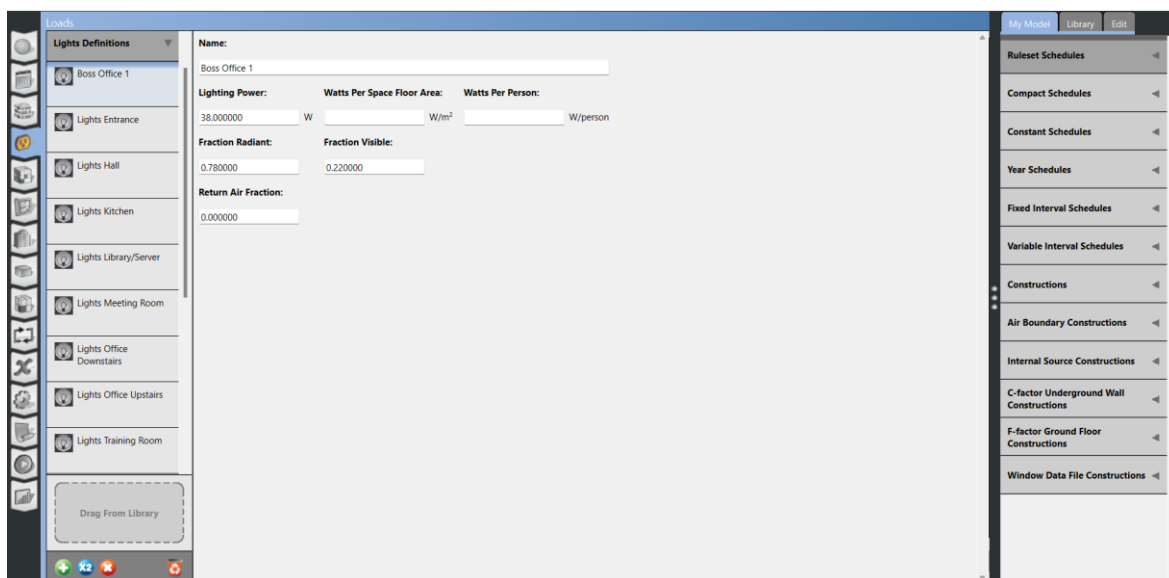 Loads
Lights Definitions
Boss Office 1
Lights Entrance
Lights Hall
Lights Kitchen
Lights Library/Server
Lights Meeting Room
Lights Office
Downstairs
Lights Office Upstairs
Lights Training Room
Drag From Library
X2
Name:
Boss Office 1
Lighting Power: Watts Per Space Floor Area: Watts Per Person:
38.000000 W W/m² W/person
Fraction Radiant: Fraction Visible:
0.780000 0.220000
Return Air Fraction:
0.000000
My Model Library Edit
Ruleset Schedules
Compact Schedules
Constant Schedules
Year Schedules
Fixed Interval Schedules
Variable Interval Schedules
Constructions
Air Boundary Constructions
Internal Source Constructions
C-factor Underground Wall
Constructions
F-factor Ground Floor
Constructions
Window Data File Constructions